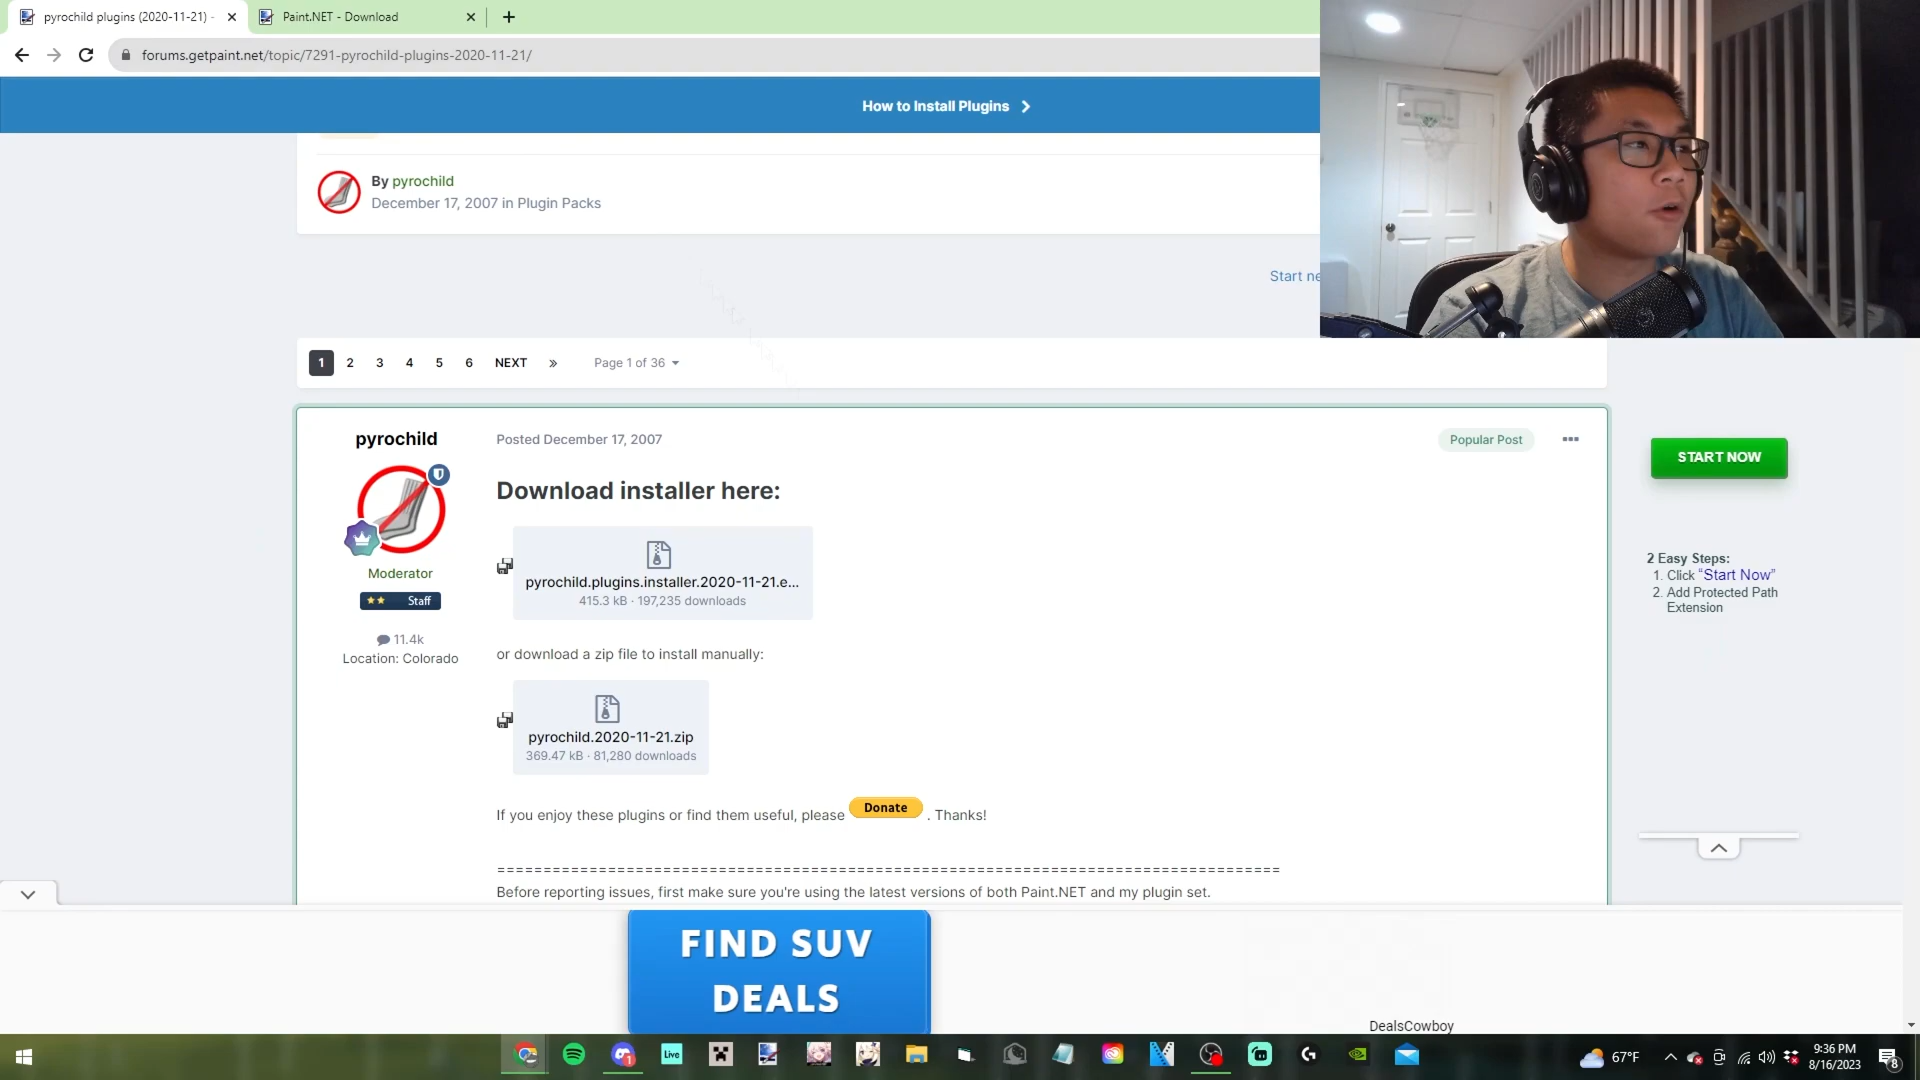 pyrochild plugins (2020-11-21) -
Paint.NET - Download
forums.getpaint.net/topic/7291-pyrochild-plugins-2020-11-21/
How to Install Plugins
By pyrochild
December 17, 2007 in Plugin Packs
Start ne
1 2 3 4 5 6 NEXT » Page 1 of 36
pyrochild
Posted December 17, 2007
Popular Post
START NOW
Download installer here:
pyrochild.plugins.installer.2020-11-21.e...
415.3 kB · 197,235 downloads
Moderator
Staff
11.4k
Location: Colorado
2 Easy Steps:
1. Click "Start Now"
2. Add Protected Path
Extension
or download a zip file to install manually:
pyrochild.2020-11-21.zip
369.47 kB · 81,280 downloads
If you enjoy these plugins or find them useful, please Donate . Thanks!
===================================================================================
Before reporting issues, first make sure you're using the latest versions of both Paint.NET and my plugin set.
FIND SUV
DEALS
DealsCowboy
Live
67°F
9:36 PM
8/16/2023
8